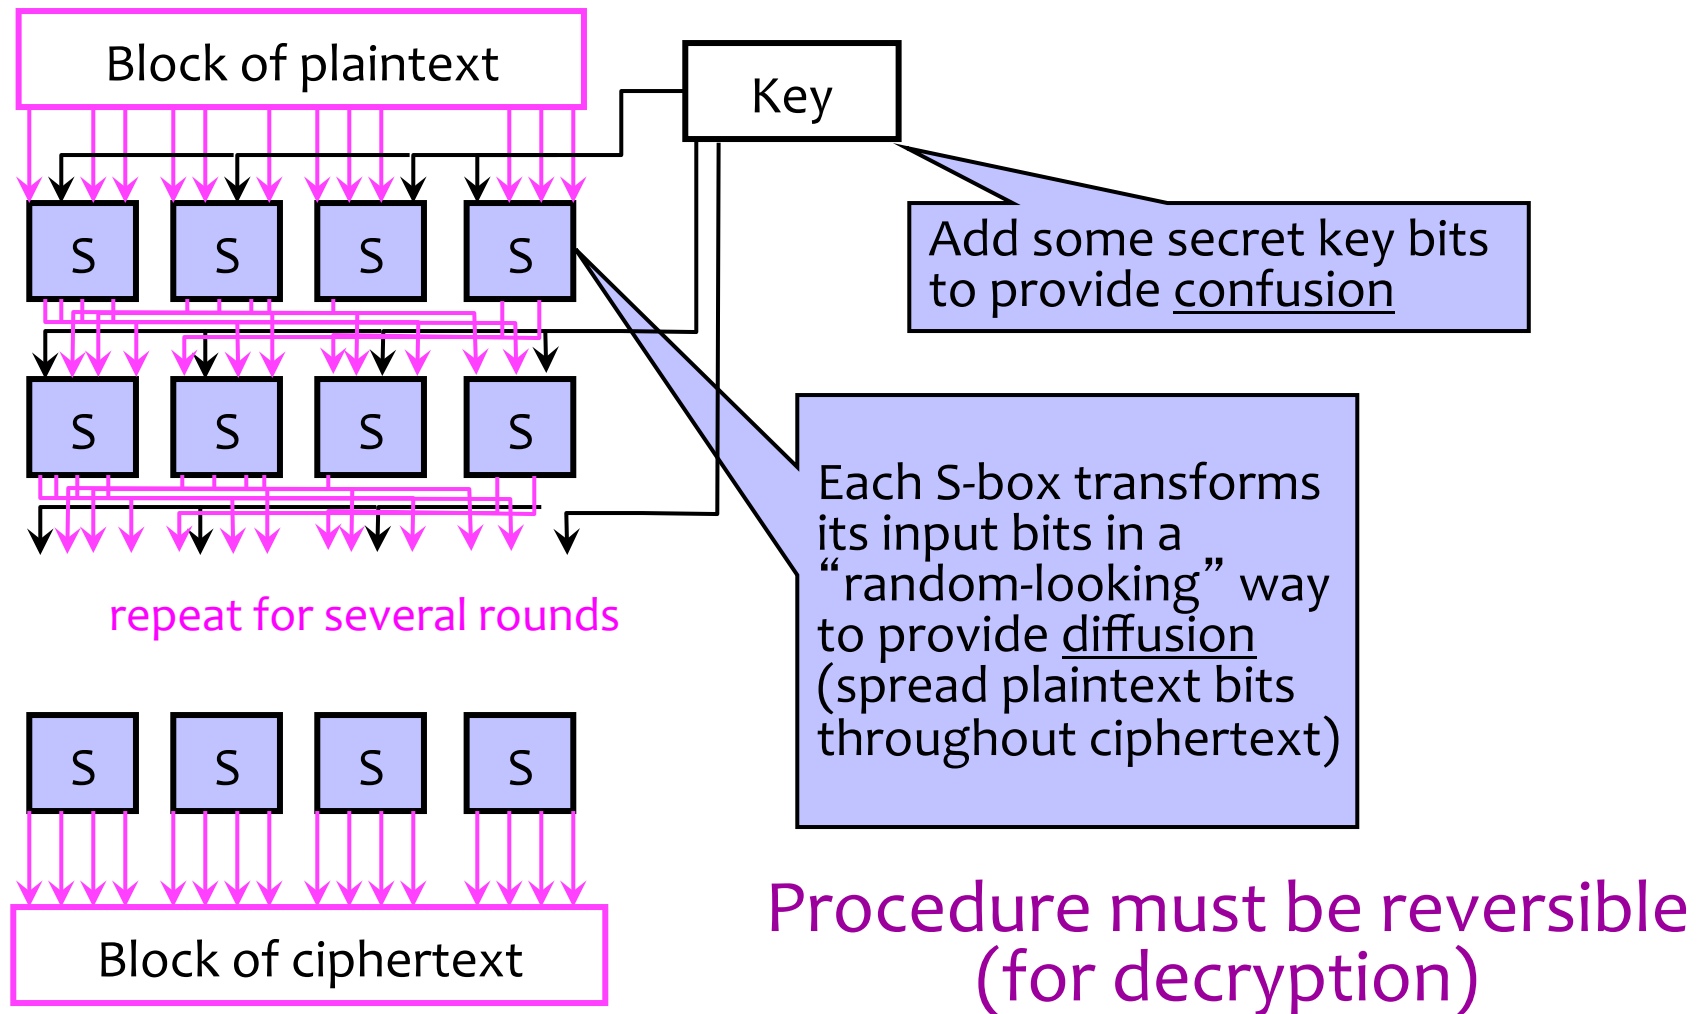 Block of plaintext
Key
S S S S
Add some secret key bits
to provide confusion
S S S S
Each S-box transforms
its input bits in a
“random-looking” way
to provide diffusion
(spread plaintext bits
throughout ciphertext)
repeat for several rounds
S S S S
Block of ciphertext
Procedure must be reversible
(for decryption)